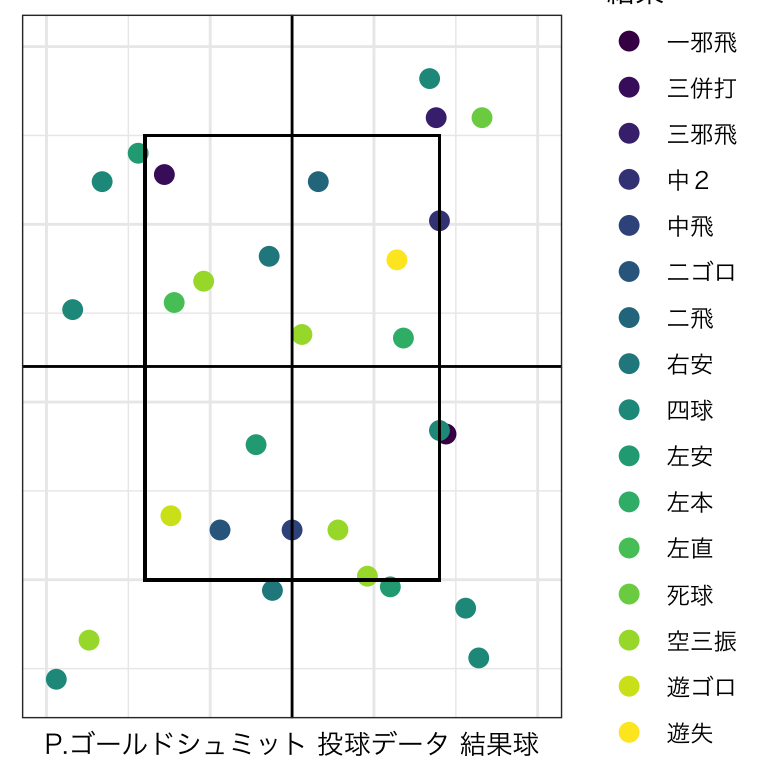 結果
一邪飛
三併打
三邪飛
中２
中飛
二ゴロ
二飛
右安
四球
左安
左本
左直
死球
空三振
遊ゴロ
遊失
P.ゴールドシュミット 投球データ 結果球